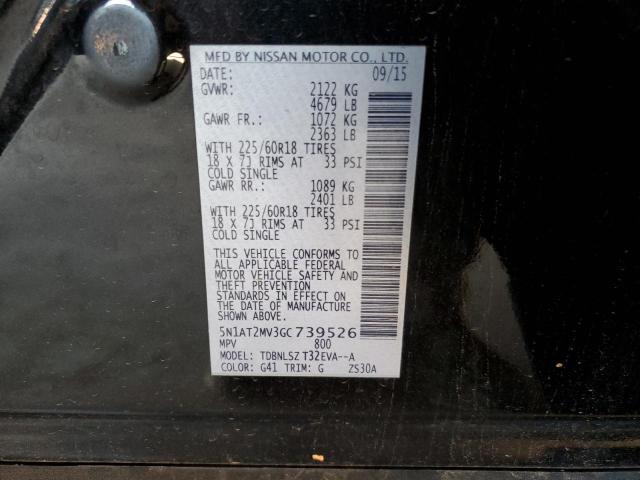 MFD BY NISSAN MOTOR CO., LTD.
DATE: 09/15
GVWR: 2122 KG
4679 LB
GAWR FR.: 1072 KG
2363 LB
WITH 225/60R18 TIRES
18 X 7J RIMS AT 33 PSI
COLD SINGLE
GAWR RR.: 1089 KG
2401 LB
WITH 225/60R18 TIRES
18 X 7J RIMS AT 33 PSI
COLD SINGLE
THIS VEHICLE CONFORMS TO
ALL APPLICABLE FEDERAL
MOTOR VEHICLE SAFETY AND
THEFT PREVENTION
STANDARDS IN EFFECT ON
THE DATE OF MANUFACTURE
SHOWN ABOVE.
5N1AT2MV3GC739526
MPV 800
MODEL: TDBNLSZ T32EVA--A
COLOR: G41 TRIM: G ZS30A